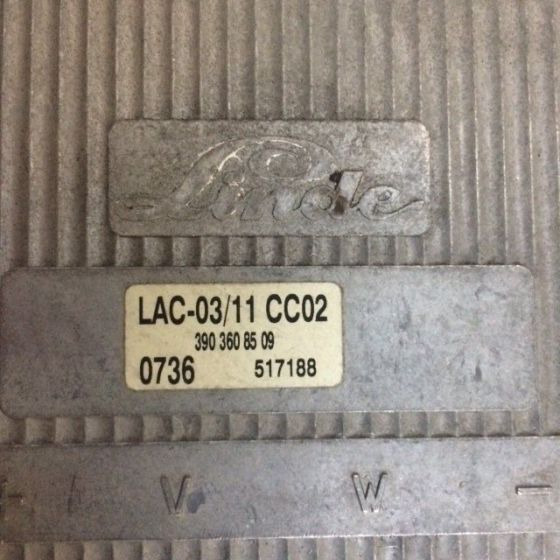 Linde
LAC-03/11 CC02
390 360 85 09
0736 517188
V W